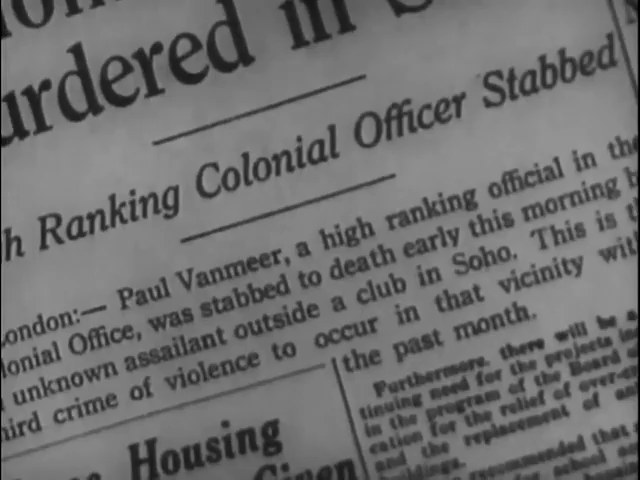 urdered in S
h Ranking Colonial Officer Stabbed
ondon:— Paul Vanmeer, a high ranking official in the
lonial Office, was stabbed to death early this morning b
unknown assailant outside a club in Soho. This is t
hird crime of violence to occur in that vicinity wit
the past month.
Housing
Given
Furthermore, there will be a
tinuing need for the projects
in the program of the Board o
cation for the relief of over-
and the replacement of
buildings.
recommended that
for school